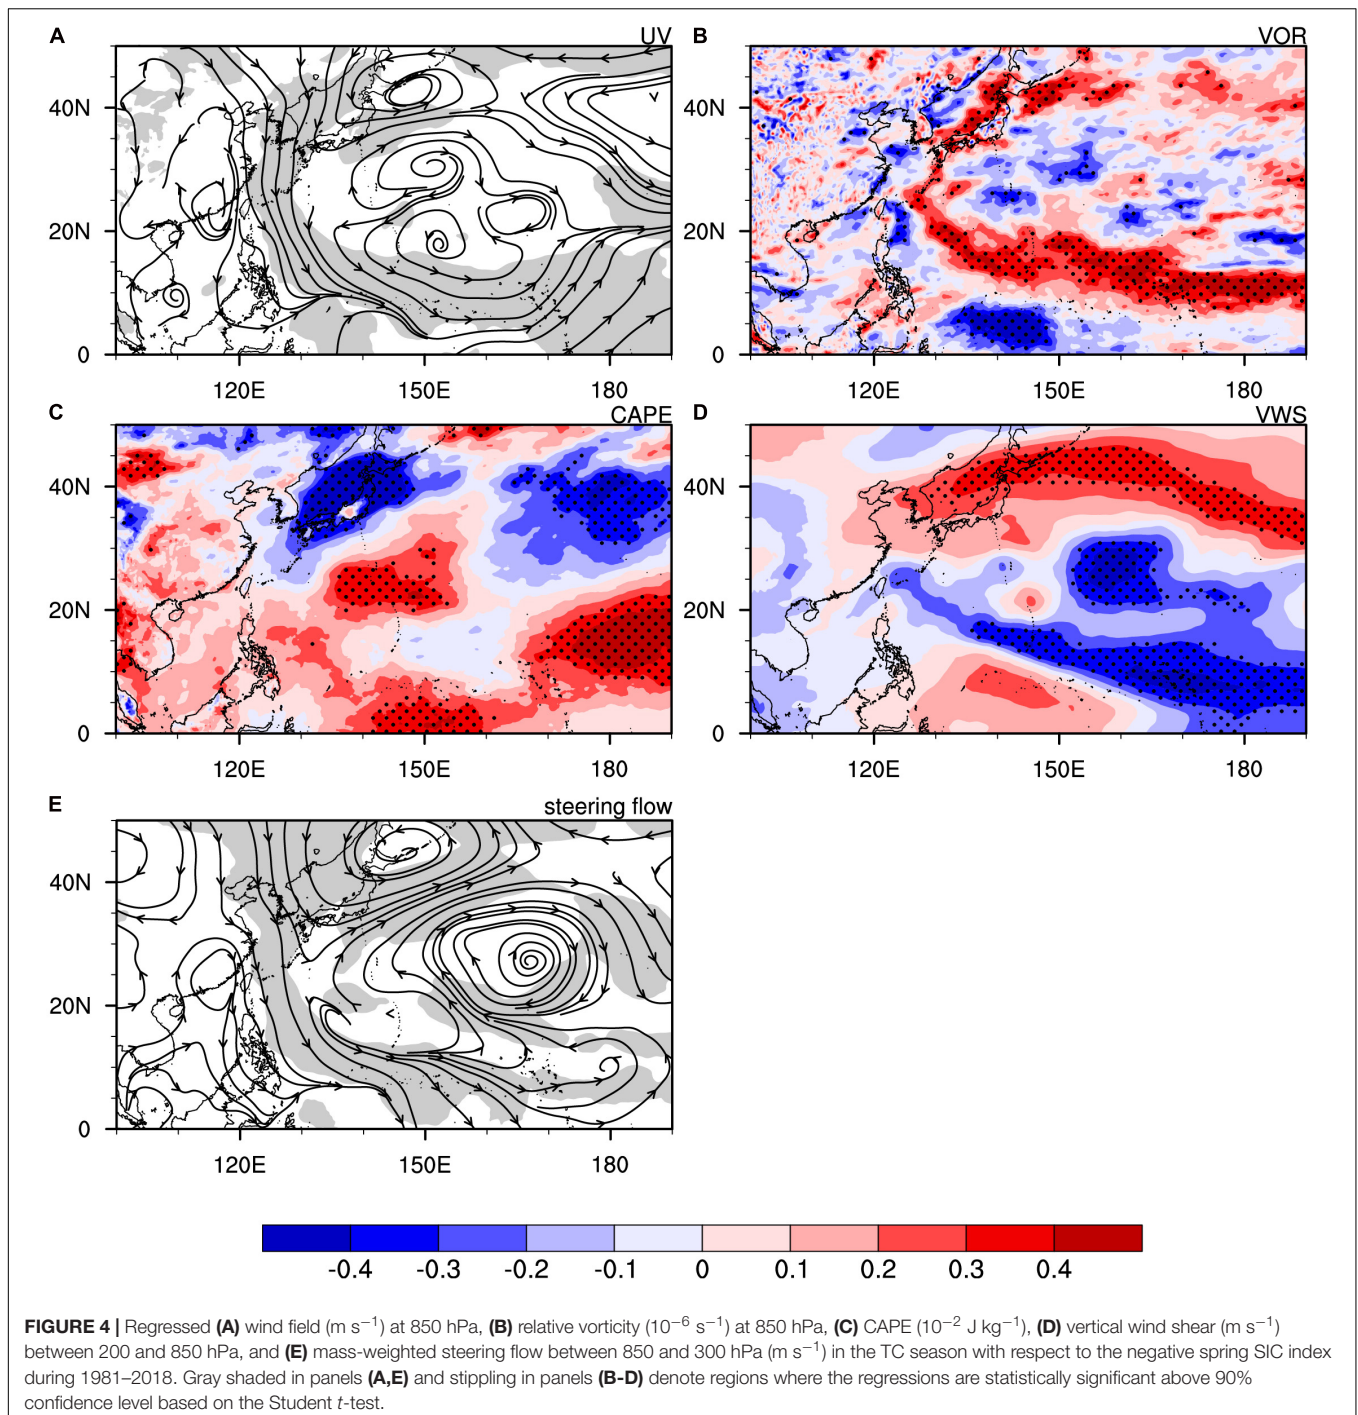 A UV
40N
20N
0
120E 150E 180
B VOR
40N
20N
0
120E 150E 180
C CAPE
40N
20N
0
120E 150E 180
D VWS
40N
20N
0
120E 150E 180
E steering flow
40N
20N
0
120E 150E 180
-0.4 -0.3 -0.2 -0.1 0 0.1 0.2 0.3 0.4
FIGURE 4 | Regressed (A) wind field (m s⁻¹) at 850 hPa, (B) relative vorticity (10⁻⁶ s⁻¹) at 850 hPa, (C) CAPE (10⁻² J kg⁻¹), (D) vertical wind shear (m s⁻¹)
between 200 and 850 hPa, and (E) mass-weighted steering flow between 850 and 300 hPa (m s⁻¹) in the TC season with respect to the negative spring SIC index
during 1981–2018. Gray shaded in panels (A,E) and stippling in panels (B-D) denote regions where the regressions are statistically significant above 90%
confidence level based on the Student t-test.